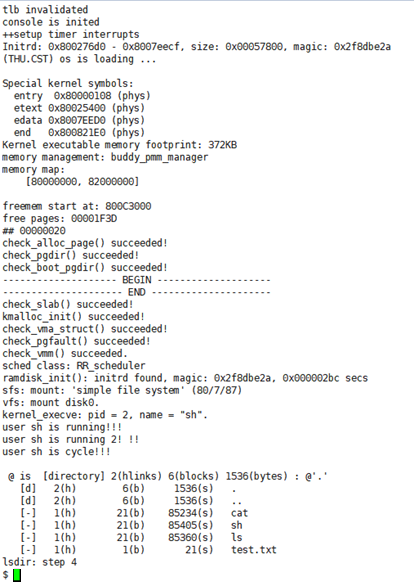 tlb invalidated
console is inited
++setup timer interrupts
Initrd: 0x800276d0 - 0x8007eecf, size: 0x00057800, magic: 0x2f8dbe2a
(THU.CST) os is loading ...
Special kernel symbols:
entry 0x80000108 (phys)
etext 0x80025400 (phys)
edata 0x8007EED0 (phys)
end 0x800821E0 (phys)
Kernel executable memory footprint: 372KB
memory management: buddy_pmm_manager
memory map:
[80000000, 82000000]
freemem start at: 800C3000
free pages: 00001F3D
## 00000020
check_alloc_page() succeeded!
check_pgdir() succeeded!
check_boot_pgdir() succeeded!
-------------------- BEGIN --------------------
--------------------- END ---------------------
check_slab() succeeded!
kmalloc_init() succeeded!
check_vma_struct() succeeded!
check_pgfault() succeeded!
check_vmm() succeeded.
sched class: RR_scheduler
ramdisk_init(): initrd found, magic: 0x2f8dbe2a, 0x000002bc secs
sfs: mount: 'simple file system' (80/7/87)
vfs: mount disk0.
kernel_execve: pid = 2, name = "sh".
user sh is running!!!
user sh is running 2! !!
user sh is cycle!!!
@ is [directory] 2(hlinks) 6(blocks) 1536(bytes) : @'.'
[d] 2(h) 6(b) 1536(s) .
[d] 2(h) 6(b) 1536(s) ..
[-] 1(h) 21(b) 85234(s) cat
[-] 1(h) 21(b) 85405(s) sh
[-] 1(h) 21(b) 85360(s) ls
[-] 1(h) 1(b) 21(s) test.txt
lsdir: step 4
$